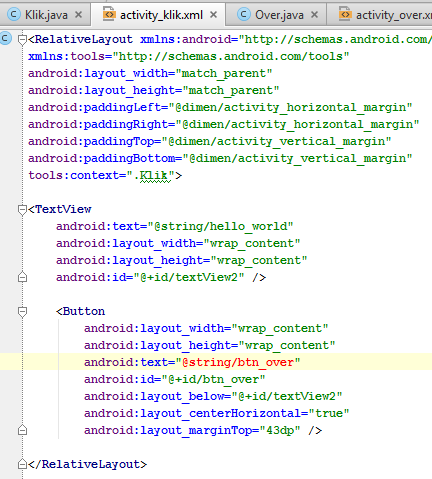 Klik.java × activity_klik.xml × Over.java × activity_over.x
<RelativeLayout xmlns:android="http://schemas.android.com/
xmlns:tools="http://schemas.android.com/tools"
android:layout_width="match_parent"
android:layout_height="match_parent"
android:paddingLeft="@dimen/activity_horizontal_margin"
android:paddingRight="@dimen/activity_horizontal_margin"
android:paddingTop="@dimen/activity_vertical_margin"
android:paddingBottom="@dimen/activity_vertical_margin"
tools:context=".Klik">
<TextView
android:text="@string/hello_world"
android:layout_width="wrap_content"
android:layout_height="wrap_content"
android:id="@+id/textView2" />
<Button
android:layout_width="wrap_content"
android:layout_height="wrap_content"
android:text="@string/btn_over"
android:id="@+id/btn_over"
android:layout_below="@+id/textView2"
android:layout_centerHorizontal="true"
android:layout_marginTop="43dp" />
</RelativeLayout>